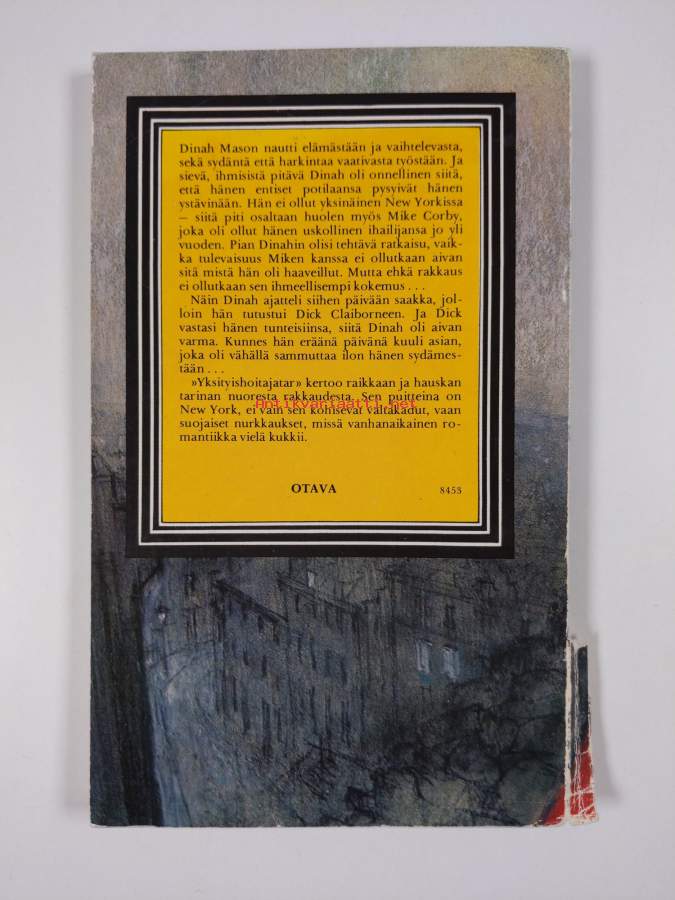 Dinah Mason nautti elämästään ja vaihtelevasta,
sekä sydäntä että harkintaa vaativasta työstään. Ja
sievä, ihmisistä pitävä Dinah oli onnellinen siitä,
että hänen entiset potilaansa pysyivät hänen
ystävinään. Hän ei ollut yksinäinen New Yorkissa
— siitä piti osaltaan huolen myös Mike Corby,
joka oli ollut hänen uskollinen ihailijansa jo yli
vuoden. Pian Dinahin olisi tehtävä ratkaisu, vaik-
ka tulevaisuus Miken kanssa ei ollutkaan aivan
sitä mistä hän oli haaveillut. Mutta ehkä rakkaus
ei ollutkaan sen ihmeellisempi kokemus . . .
Näin Dinah ajatteli siihen päivään saakka, jol-
loin hän tutustui Dick Claiborneen. Ja Dick
vastasi hänen tunteisiinsa, siitä Dinah oli aivan
varma. Kunnes hän eräänä päivänä kuuli asian,
joka oli vähällä sammuttaa ilon hänen sydämes-
tään . . .
»Yksityishoitajatar» kertoo raikkaan ja hauskan
tarinan nuoresta rakkaudesta. Sen puitteina on
Antikvariaatti.net
New York, ei vain sen kohisevat valtakadut, vaan
suojaiset nurkkaukset, missä vanhanaikainen ro-
mantiikka vielä kukkii.
OTAVA
8453